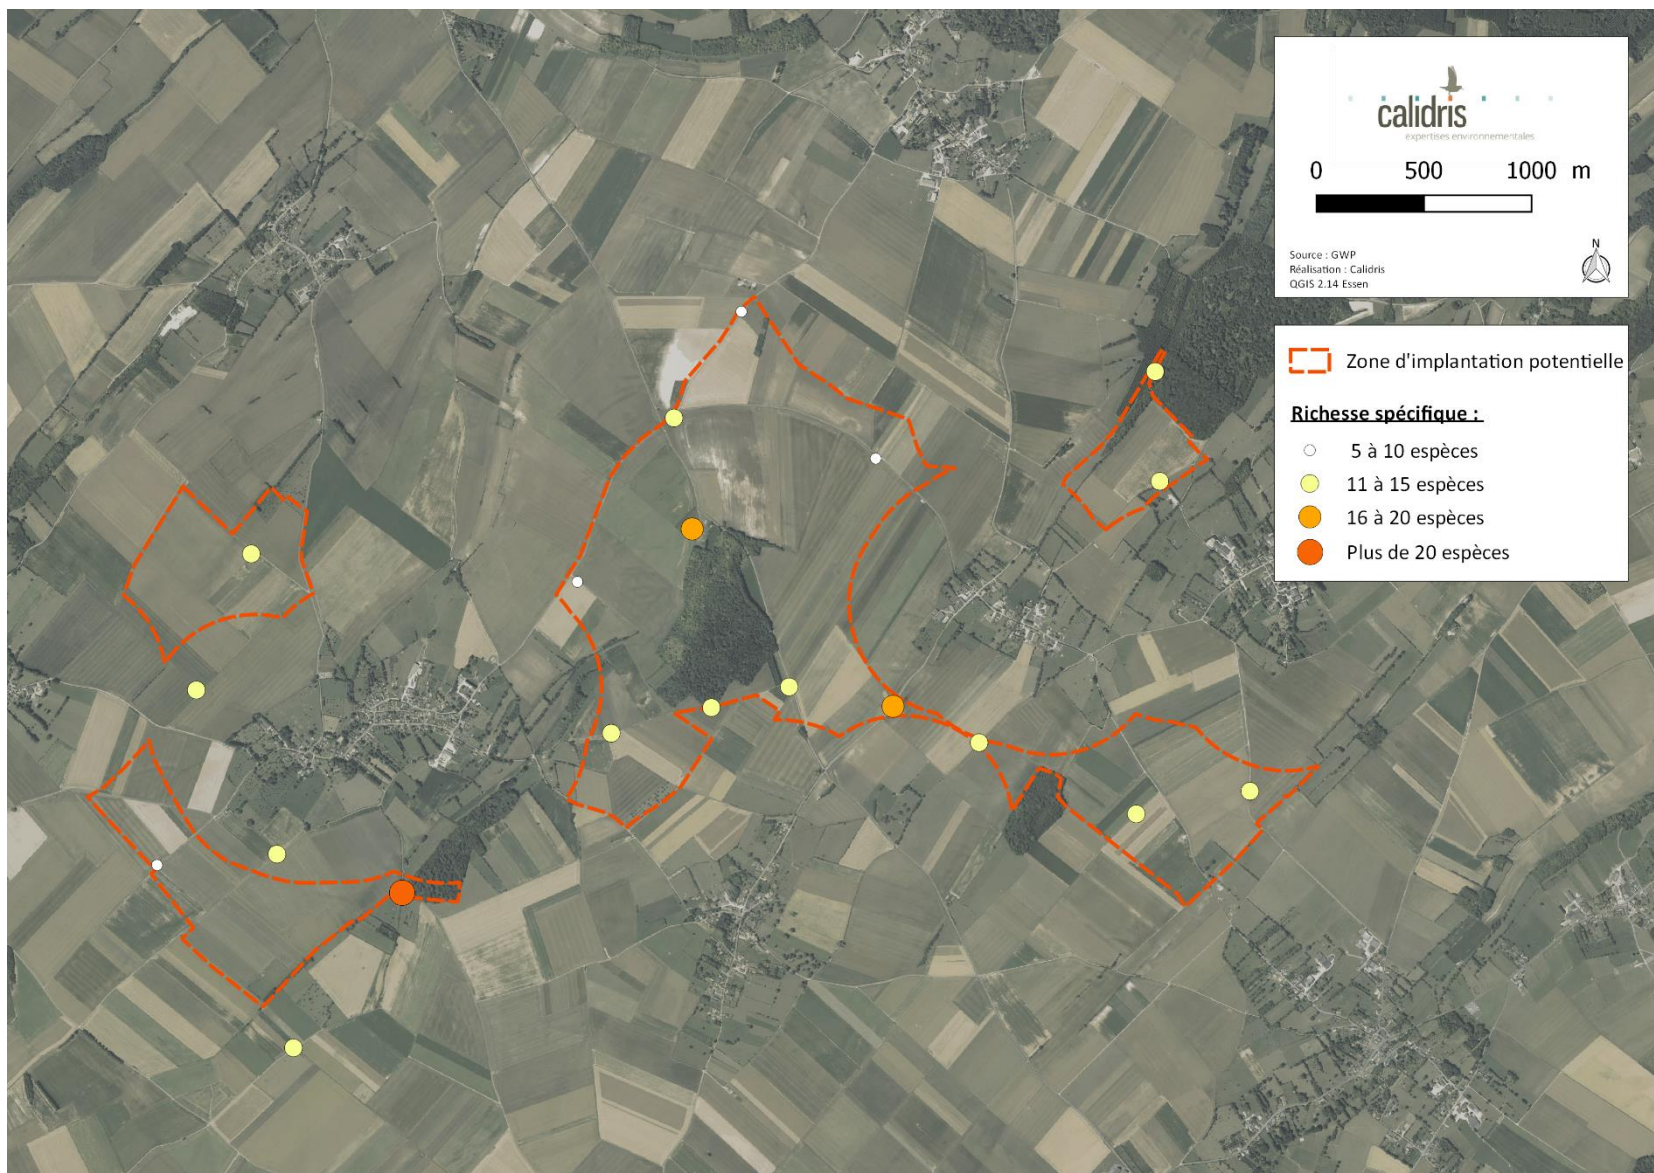 calidris
expertises environnementales
0 500 1000 m
Source : GWP
Réalisation : Calidris
QGIS 2.14 Essen
N
Zone d'implantation potentielle
Richesse spécifique :
5 à 10 espèces
11 à 15 espèces
16 à 20 espèces
Plus de 20 espèces